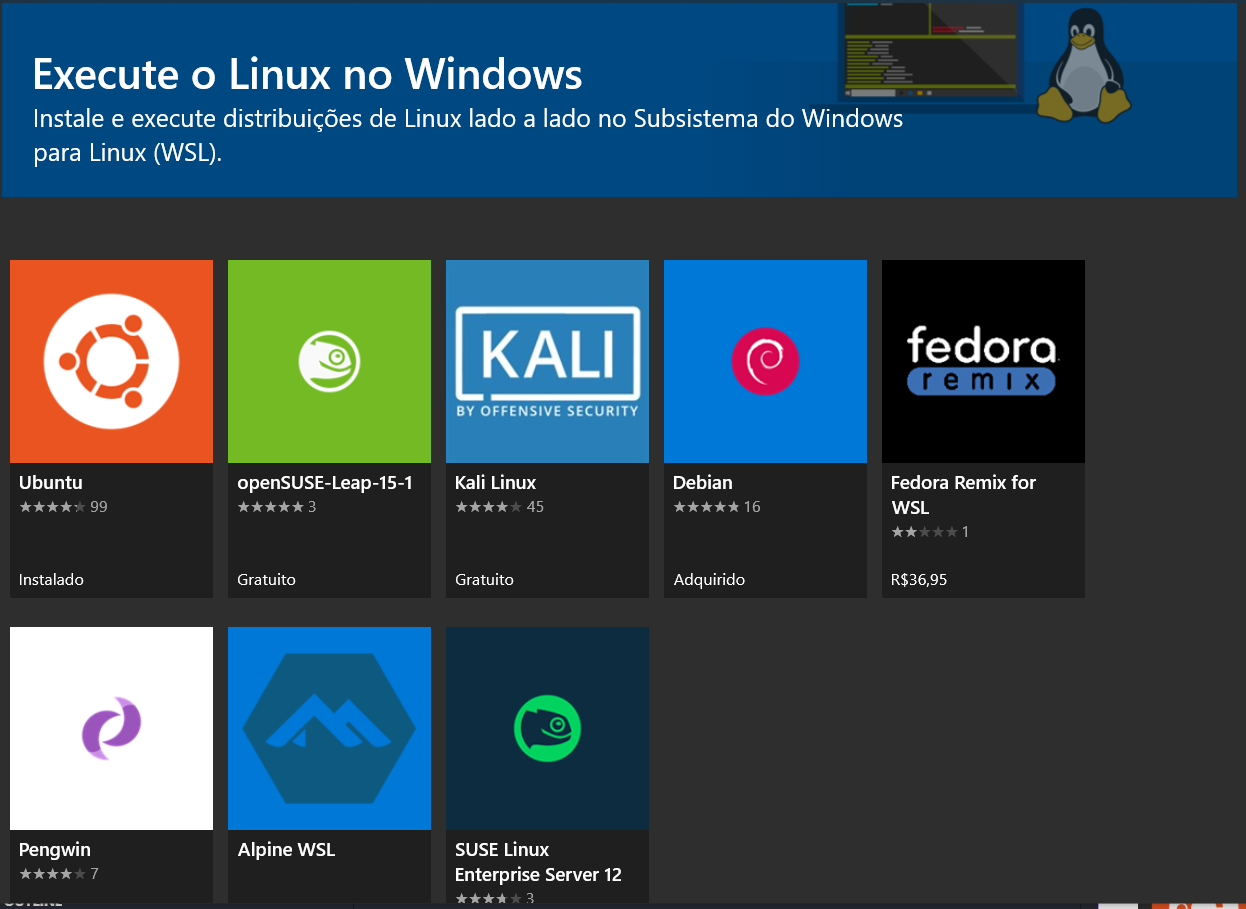 Execute o Linux no Windows
Instale e execute distribuições de Linux lado a lado no Subsistema do Windows
para Linux (WSL).
KALI
BY OFFENSIVE SECURITY
fedora
remix
Ubuntu
99
Instalado
openSUSE-Leap-15-1
3
Gratuito
Kali Linux
45
Gratuito
Debian
16
Adquirido
Fedora Remix for
WSL
1
R$36,95
Pengwin
7
Alpine WSL
SUSE Linux
Enterprise Server 12
3
OUTLINE